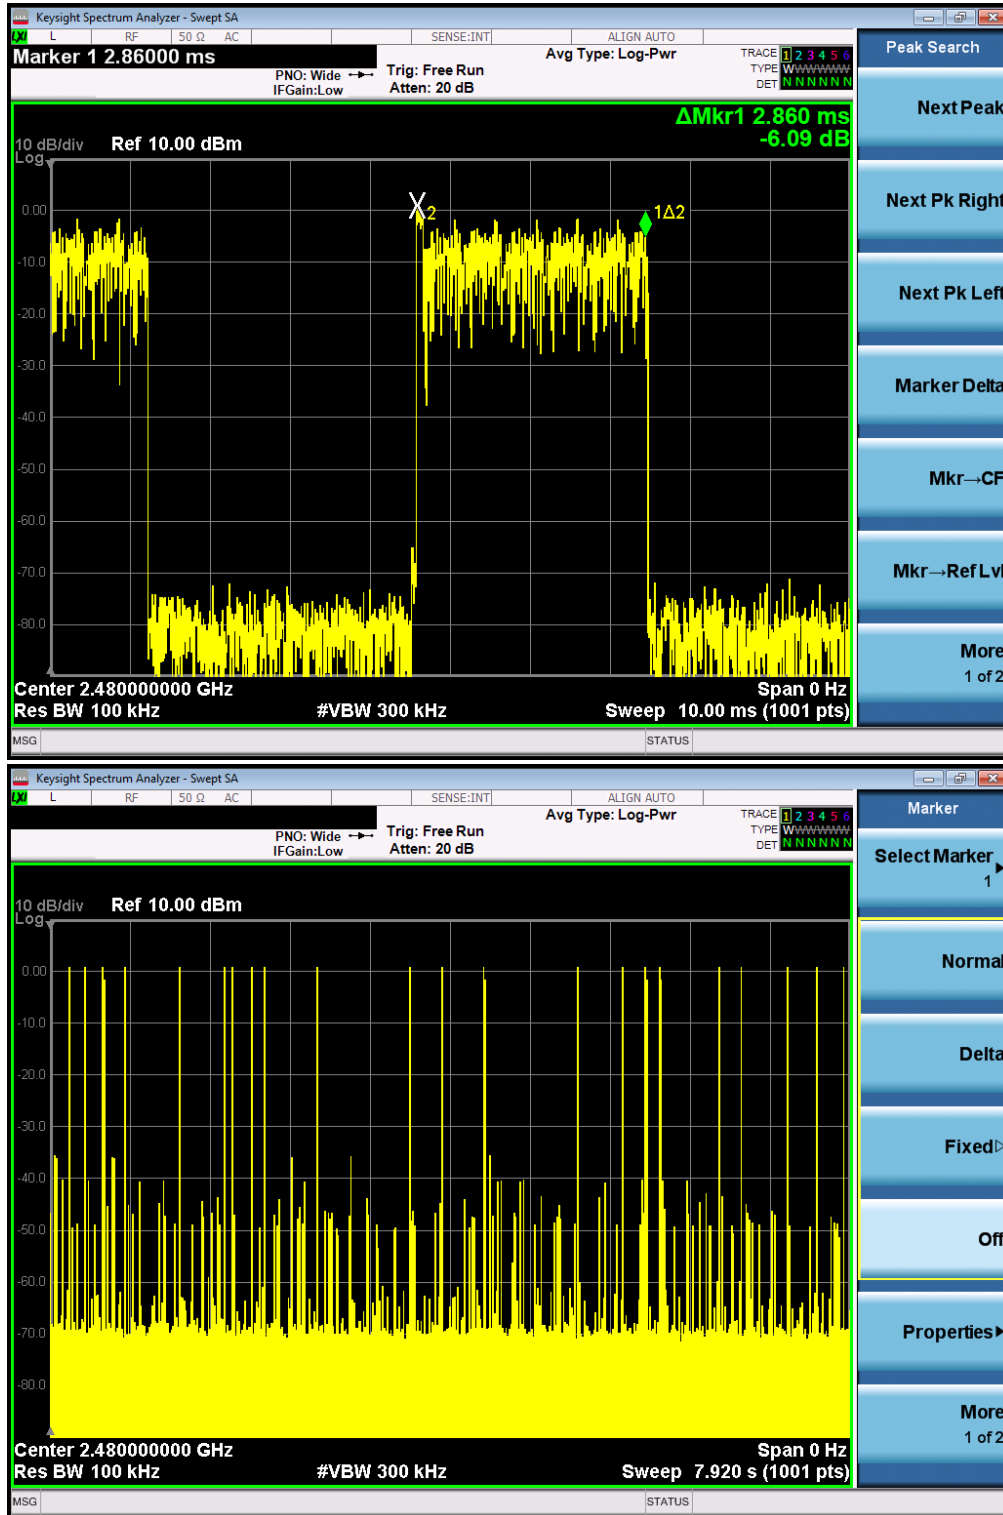 Keysight Spectrum Analyzer - Swept SA
LXI L RF 50 Ω AC SENSE:INT ALIGN AUTO
Marker 1 2.86000 ms
PNO: Wide
IFGain:Low
Trig: Free Run
Atten: 20 dB
Avg Type: Log-Pwr
TRACE 1 2 3 4 5 6
TYPE WWWWWW
DET N N N N N N
ΔMkr1 2.860 ms
-6.09 dB
10 dB/div Ref 10.00 dBm
Log
0.00
-10.0
-20.0
-30.0
-40.0
-50.0
-60.0
-70.0
-80.0
X2
1Δ2
Center 2.480000000 GHz Span 0 Hz
Res BW 100 kHz #VBW 300 kHz Sweep 10.00 ms (1001 pts)
MSG STATUS
Peak Search
Next Peak
Next Pk Right
Next Pk Left
Marker Delta
Mkr→CF
Mkr→Ref Lvl
More
1 of 2
Keysight Spectrum Analyzer - Swept SA
LXI L RF 50 Ω AC SENSE:INT ALIGN AUTO
PNO: Wide
IFGain:Low
Trig: Free Run
Atten: 20 dB
Avg Type: Log-Pwr
TRACE 1 2 3 4 5 6
TYPE WWWWWW
DET N N N N N N
10 dB/div Ref 10.00 dBm
Log
0.00
-10.0
-20.0
-30.0
-40.0
-50.0
-60.0
-70.0
-80.0
Center 2.480000000 GHz Span 0 Hz
Res BW 100 kHz #VBW 300 kHz Sweep 7.920 s (1001 pts)
MSG STATUS
Marker
Select Marker
1
Normal
Delta
Fixed
Off
Properties
More
1 of 2